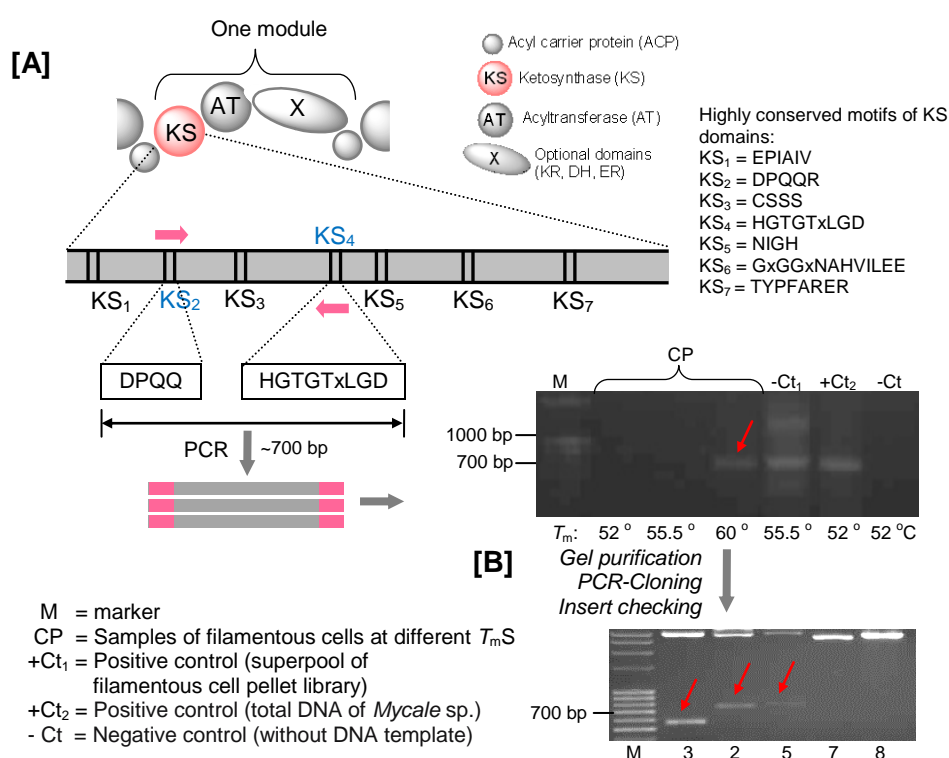 [A]
One module
KS
AT
X
Acyl carrier protein (ACP)
KS
Ketosynthase (KS)
AT
Acyltransferase (AT)
X
Optional domains
(KR, DH, ER)
Highly conserved motifs of KS
domains:
KS1 = EPIAIV
KS2 = DPQQR
KS3 = CSSS
KS4 = HGTGTxLGD
KS5 = NIGH
KS6 = GxGGxNAHVILEE
KS7 = TYPFARER
KS4
KS1
KS2
KS3
KS5
KS6
KS7
DPQQ
HGTGTxLGD
PCR
~700 bp
CP
M
-Ct1
+Ct2
-Ct
1000 bp
700 bp
Tm: 52 º 55.5 º 60º 55.5 º 52 º 52 ºC
[B]
Gel purification
PCR-Cloning
Insert checking
M = marker
CP = Samples of filamentous cells at different TmS
+Ct1 = Positive control (superpool of
filamentous cell pellet library)
+Ct2 = Positive control (total DNA of Mycale sp.)
- Ct = Negative control (without DNA template)
700 bp
M 3 2 5 7 8